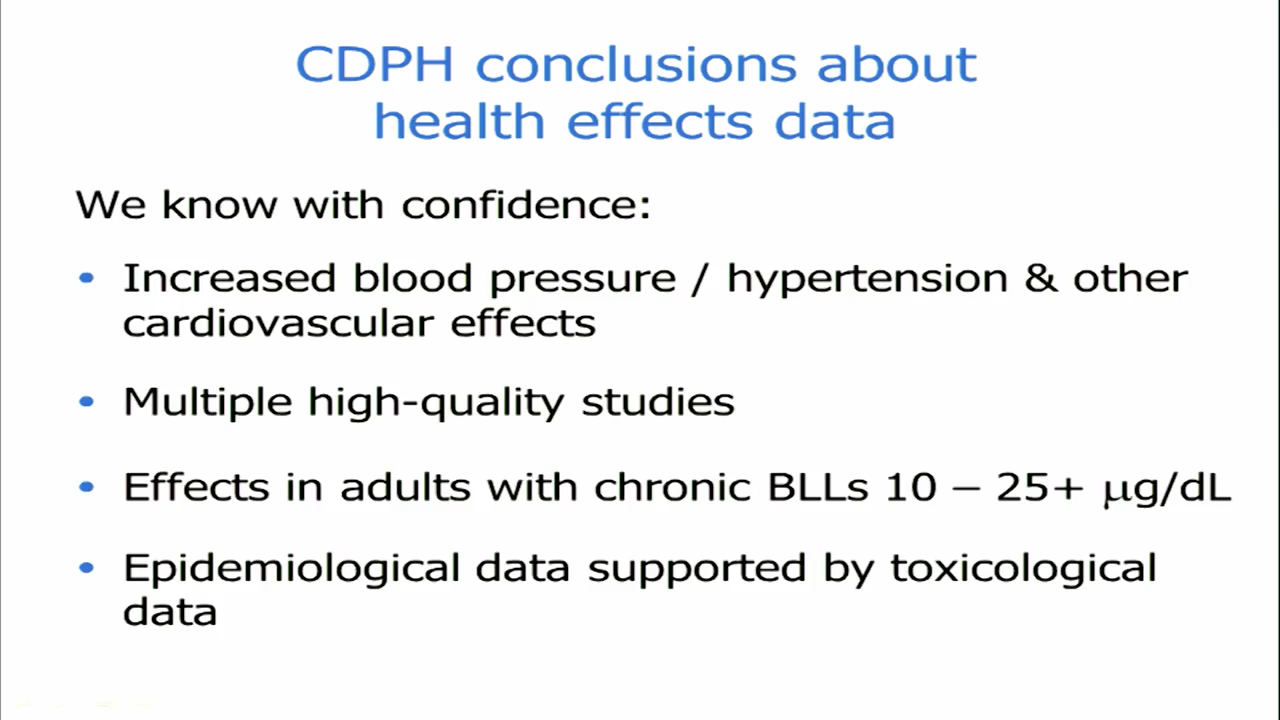 CDPH conclusions about
health effects data
We know with confidence:
• Increased blood pressure / hypertension & other
cardiovascular effects
• Multiple high-quality studies
• Effects in adults with chronic BLLs 10 – 25+ μg/dL
• Epidemiological data supported by toxicological
data